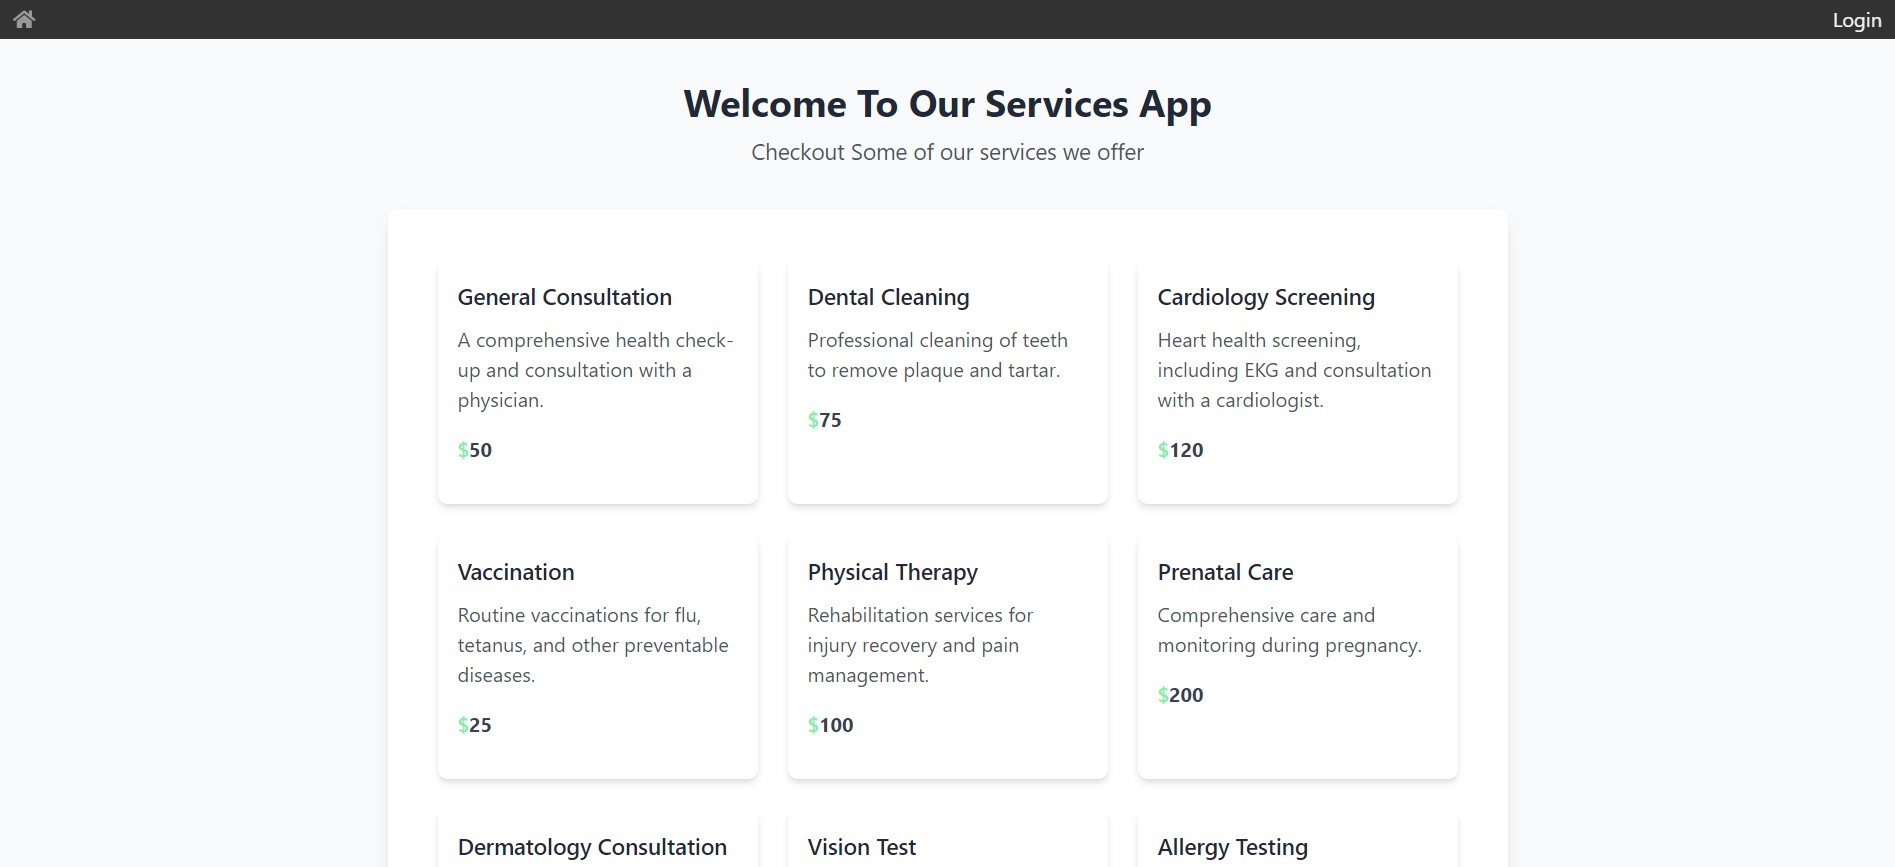 Login
Welcome To Our Services App
Checkout Some of our services we offer
General Consultation
A comprehensive health check-
up and consultation with a
physician.
$50
Dental Cleaning
Professional cleaning of teeth
to remove plaque and tartar.
$75
Cardiology Screening
Heart health screening,
including EKG and consultation
with a cardiologist.
$120
Vaccination
Routine vaccinations for flu,
tetanus, and other preventable
diseases.
$25
Physical Therapy
Rehabilitation services for
injury recovery and pain
management.
$100
Prenatal Care
Comprehensive care and
monitoring during pregnancy.
$200
Dermatology Consultation
Vision Test
Allergy Testing